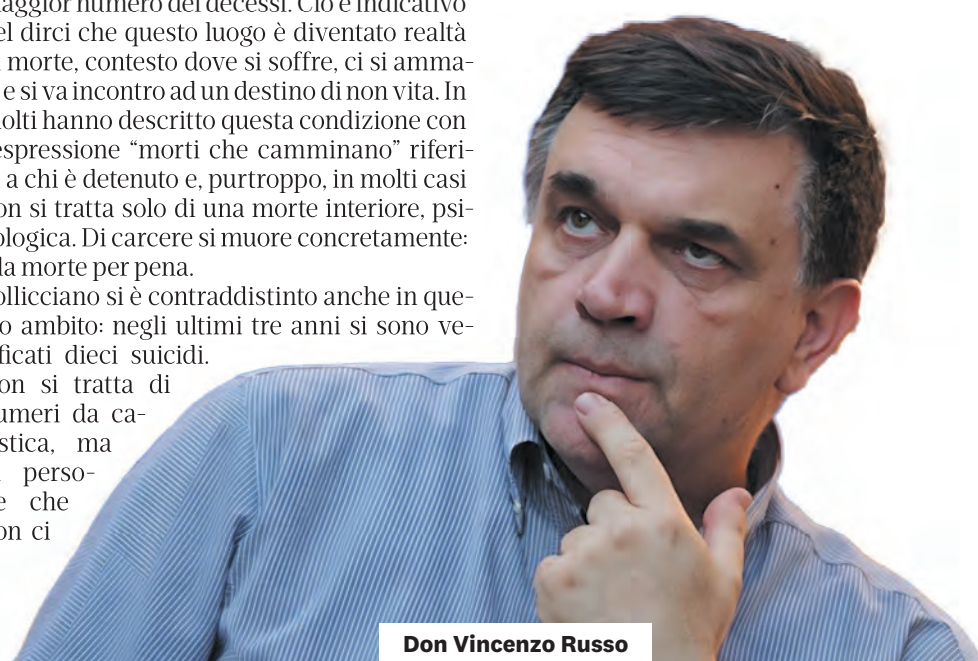 aggior numero dei decessi. Ciò è indicativo
el dirci che questo luogo è diventato realtà
morte, contesto dove si soffre, ci si amma-
e si va incontro ad un destino di non vita. In
olti hanno descritto questa condizione con
espressione “morti che camminano” riferi-
a chi è detenuto e, purtroppo, in molti casi
on si tratta solo di una morte interiore, psi-
ologica. Di carcere si muore concretamente:
la morte per pena.
ollicciano si è contraddistinto anche in que-
o ambito: negli ultimi tre anni si sono ve-
ficati dieci suicidi.
on si tratta di
umeri da ca-
stica, ma
perso-
e che
on ci
Don Vincenzo Russo